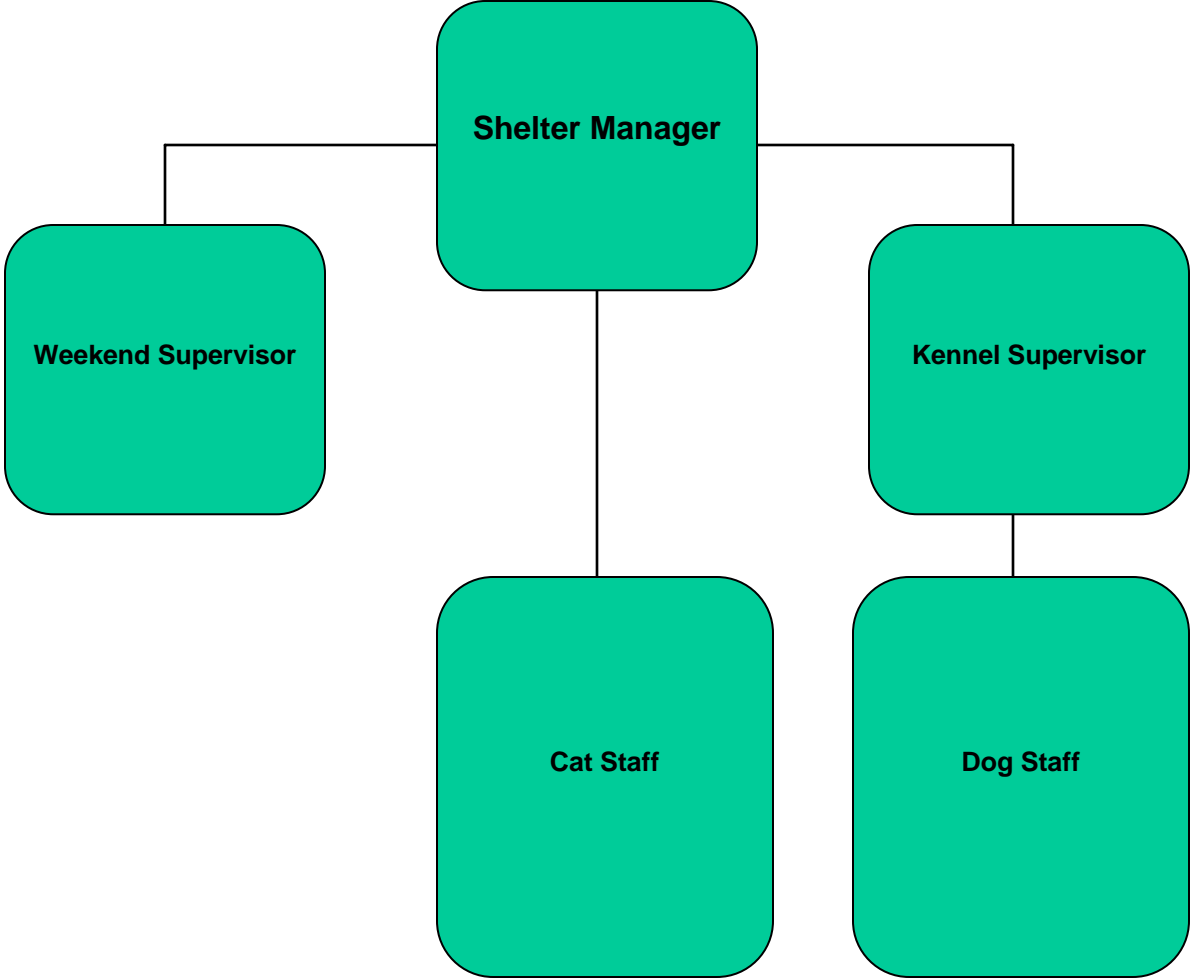 Shelter Manager
Weekend Supervisor
Kennel Supervisor
Cat Staff
Dog Staff